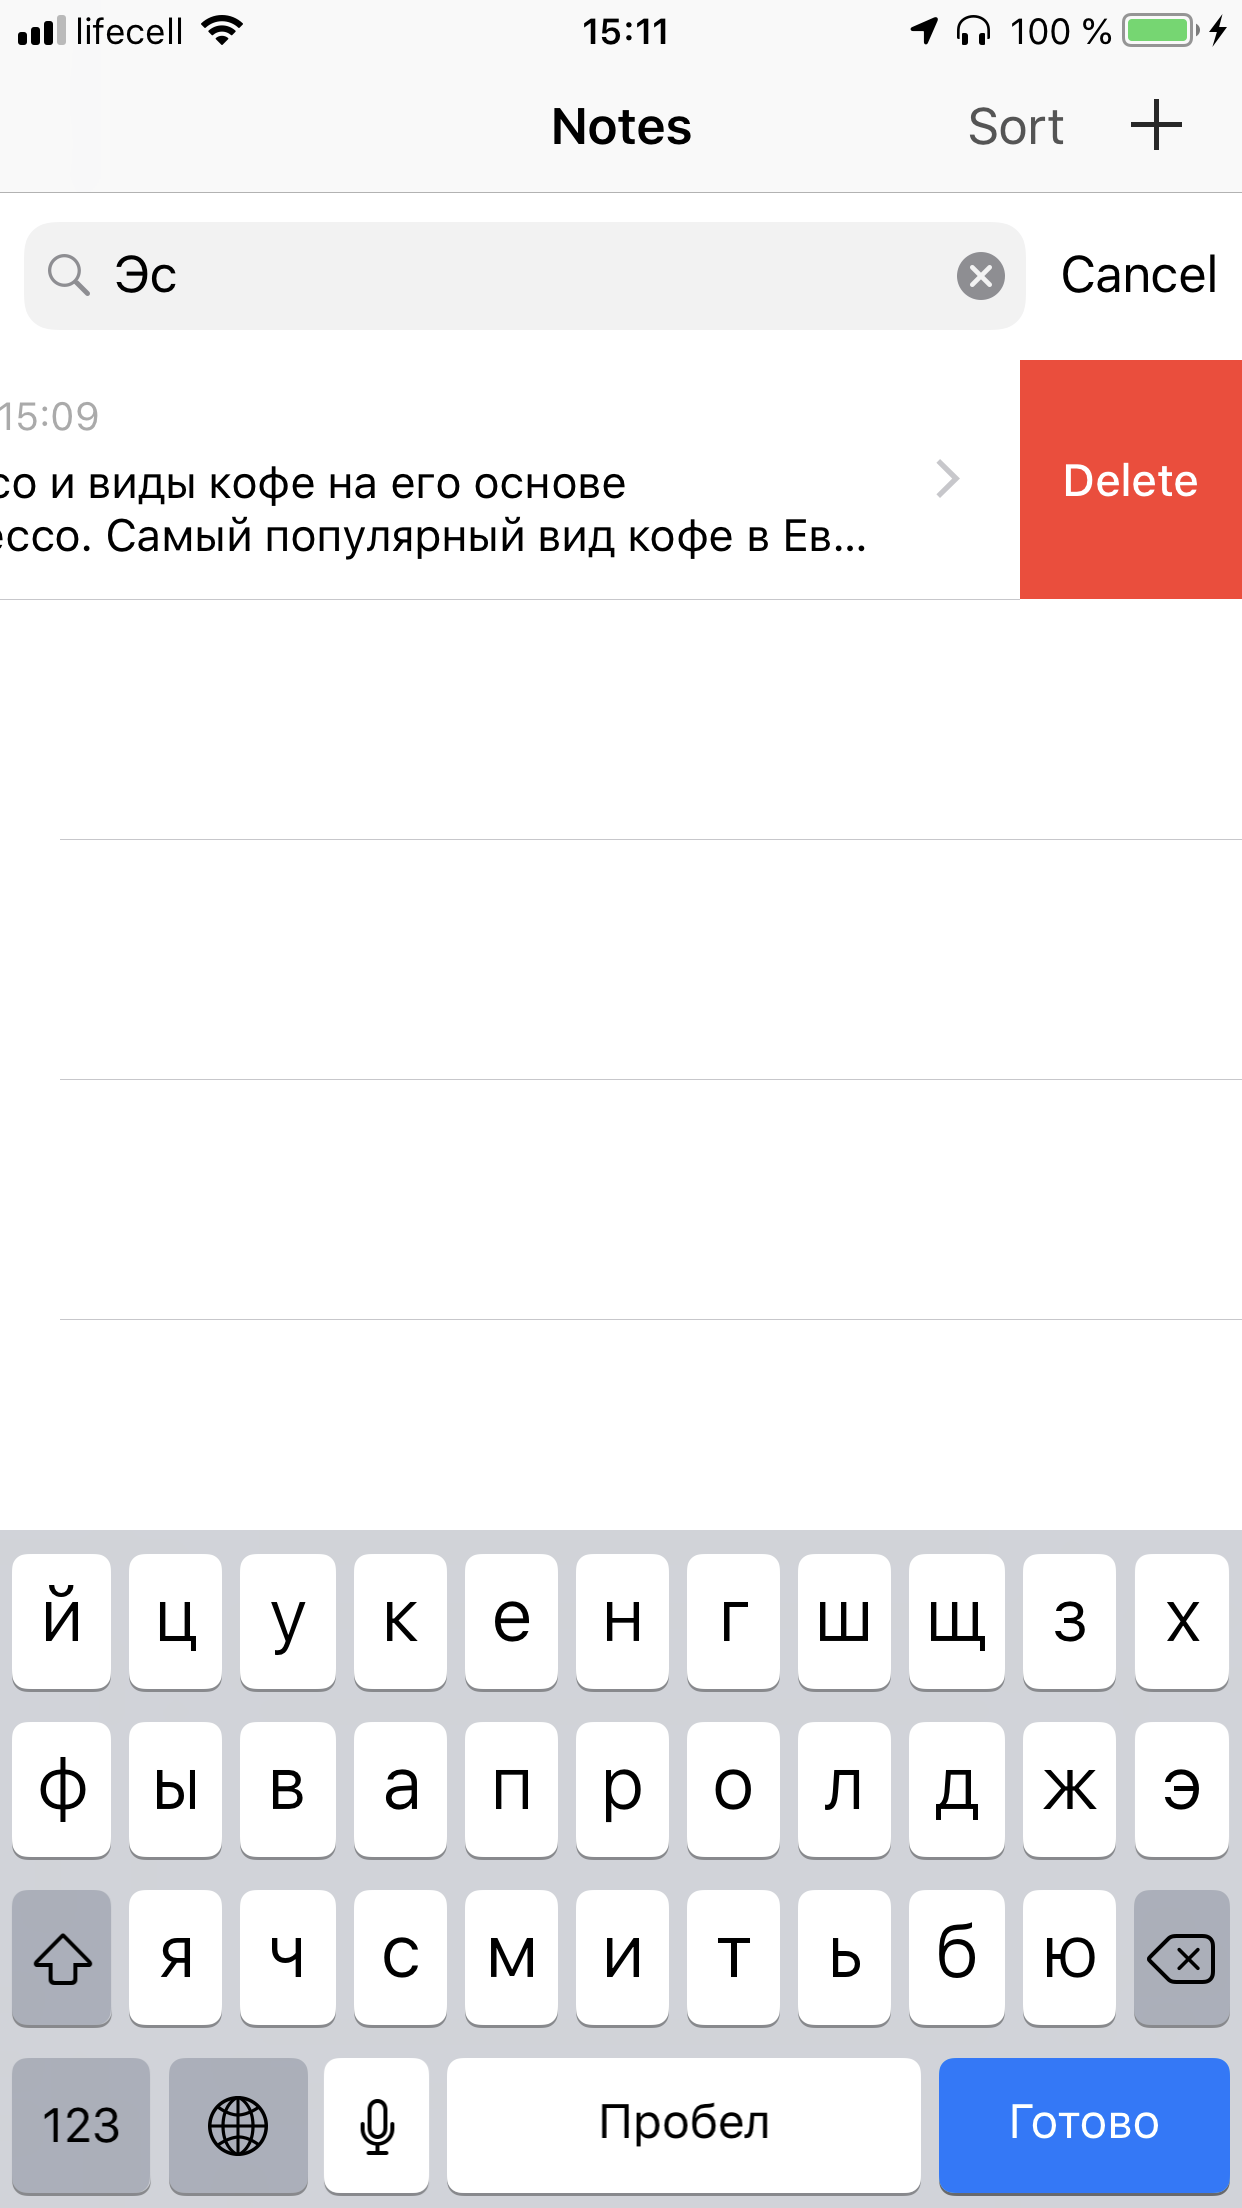 lifecell 15:11 100 %
Notes Sort
Эс Cancel
15:09
со и виды кофе на его основе
ессо. Самый популярный вид кофе в Ев...
Delete
й ц у к е н г ш щ з х
ф ы в а п р о л д ж э
я ч с м и т ь б ю
123 Пробел Готово